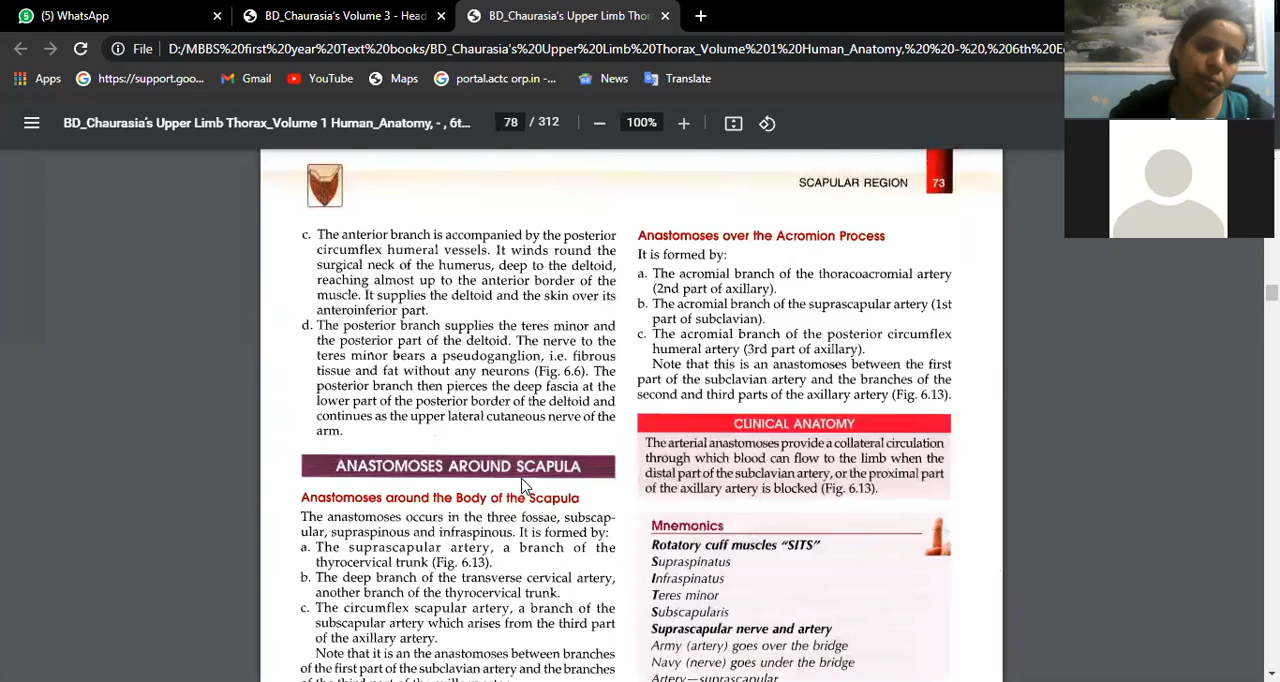 (5) WhatsApp
BD_Chaurasia's Volume 3 - Head
BD_Chaurasia's Upper Limb Thor
File
D:/MBBS%20first%20year%20Text%20books/BD_Chaurasia's%20Upper%20Limb%20Thorax_Volume%201%20Human_Anatomy,%20%20-%20,%206th%20E
Apps
https://support.goo...
Gmail
YouTube
Maps
portal.actc orp.in -...
News
Translate
BD_Chaurasia's Upper Limb Thorax_Volume 1 Human_Anatomy, - , 6t...
78 / 312
100%
SCAPULAR REGION
73
c. The anterior branch is accompanied by the posterior
circumflex humeral vessels. It winds round the
surgical neck of the humerus, deep to the deltoid,
reaching almost up to the anterior border of the
muscle. It supplies the deltoid and the skin over its
anteroinferior part.
d. The posterior branch supplies the teres minor and
the posterior part of the deltoid. The nerve to the
teres minor bears a pseudoganglion, i.e. fibrous
tissue and fat without any neurons (Fig. 6.6). The
posterior branch then pierces the deep fascia at the
lower part of the posterior border of the deltoid and
continues as the upper lateral cutaneous nerve of the
arm.
ANASTOMOSES AROUND SCAPULA
Anastomoses around the Body of the Scapula
The anastomoses occurs in the three fossae, subscap-
ular, supraspinous and infraspinous. It is formed by:
a. The suprascapular artery, a branch of the
thyrocervical trunk (Fig. 6.13).
b. The deep branch of the transverse cervical artery,
another branch of the thyrocervical trunk.
c. The circumflex scapular artery, a branch of the
subscapular artery which arises from the third part
of the axillary artery.
Note that it is an the anastomoses between branches
of the first part of the subclavian artery and the branches
Anastomoses over the Acromion Process
It is formed by:
a. The acromial branch of the thoracoacromial artery
(2nd part of axillary).
b. The acromial branch of the suprascapular artery (1st
part of subclavian).
c. The acromial branch of the posterior circumflex
humeral artery (3rd part of axillary).
Note that this is an anastomoses between the first
part of the subclavian artery and the branches of the
second and third parts of the axillary artery (Fig. 6.13).
CLINICAL ANATOMY
The arterial anastomoses provide a collateral circulation
through which blood can flow to the limb when the
distal part of the subclavian artery, or the proximal part
of the axillary artery is blocked (Fig. 6.13).
Mnemonics
Rotatory cuff muscles "SITS"
Supraspinatus
Infraspinatus
Teres minor
Subscapularis
Suprascapular nerve and artery
Army (artery) goes over the bridge
Navy (nerve) goes under the bridge
Artery—suprascapular